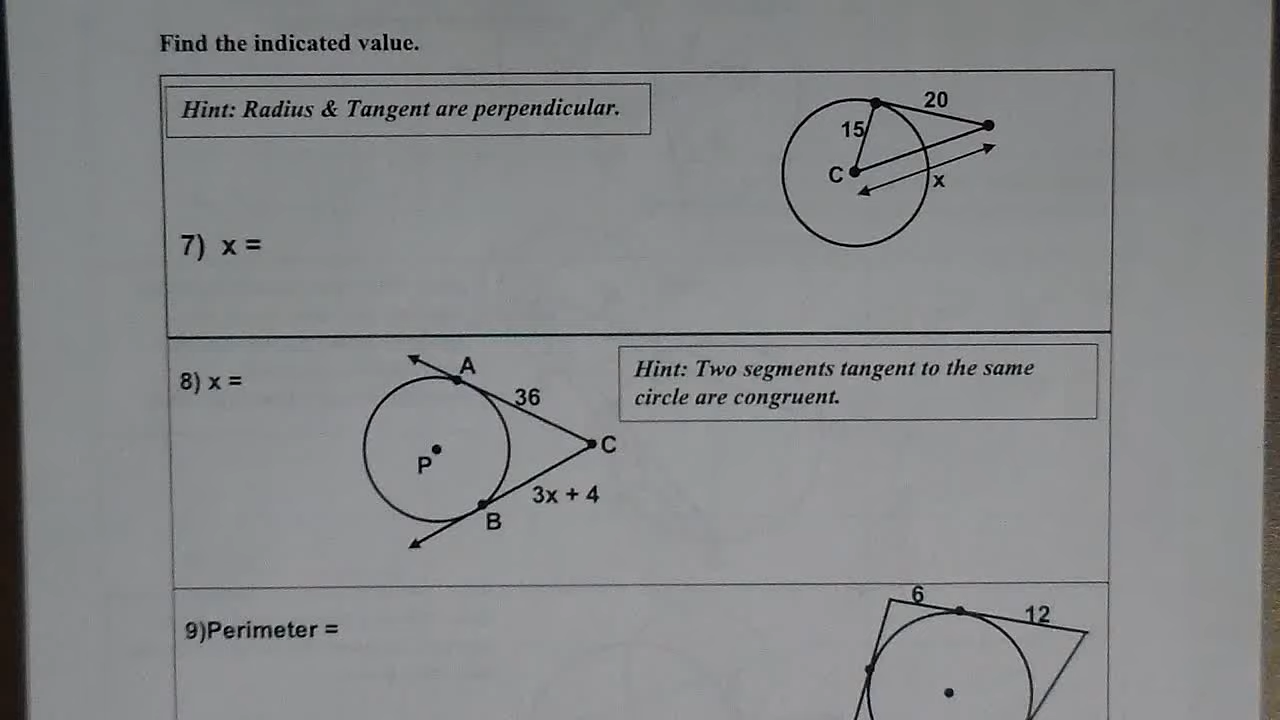 Find the indicated value.
Hint: Radius & Tangent are perpendicular.
20
15
C
x
7) x =
8) x =
A
36
Hint: Two segments tangent to the same
circle are congruent.
P
C
3x + 4
B
9)Perimeter =
6
12